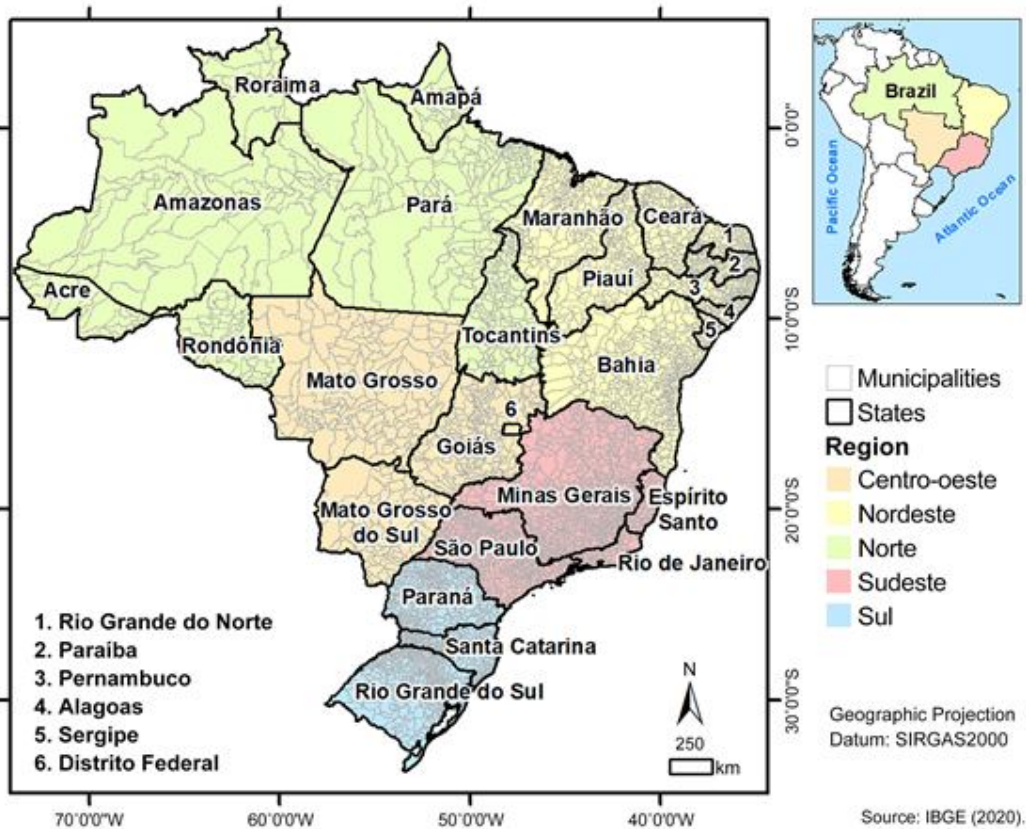 Roraima
Amapá
Amazonas
Pará
Maranhão
Ceará
1
2
Piauí
3
4
5
Acre
Rondônia
Tocantins
Bahia
Mato Grosso
6
Goiás
Minas Gerais
Espírito
Santo
Mato Grosso
do Sul
São Paulo
Rio de Janeiro
Paraná
Santa Catarina
Rio Grande do Sul
1. Rio Grande do Norte
2. Paraíba
3. Pernambuco
4. Alagoas
5. Sergipe
6. Distrito Federal
N
250
km
0°0'0"
10°0'0"S
20°0'0"S
30°0'0"S
70°0'0"W
60°0'0"W
50°0'0"W
40°0'0"W
Brazil
Pacific Ocean
Atlantic Ocean
Municipalities
States
Region
Centro-oeste
Nordeste
Norte
Sudeste
Sul
Geographic Projection
Datum: SIRGAS2000
Source: IBGE (2020).